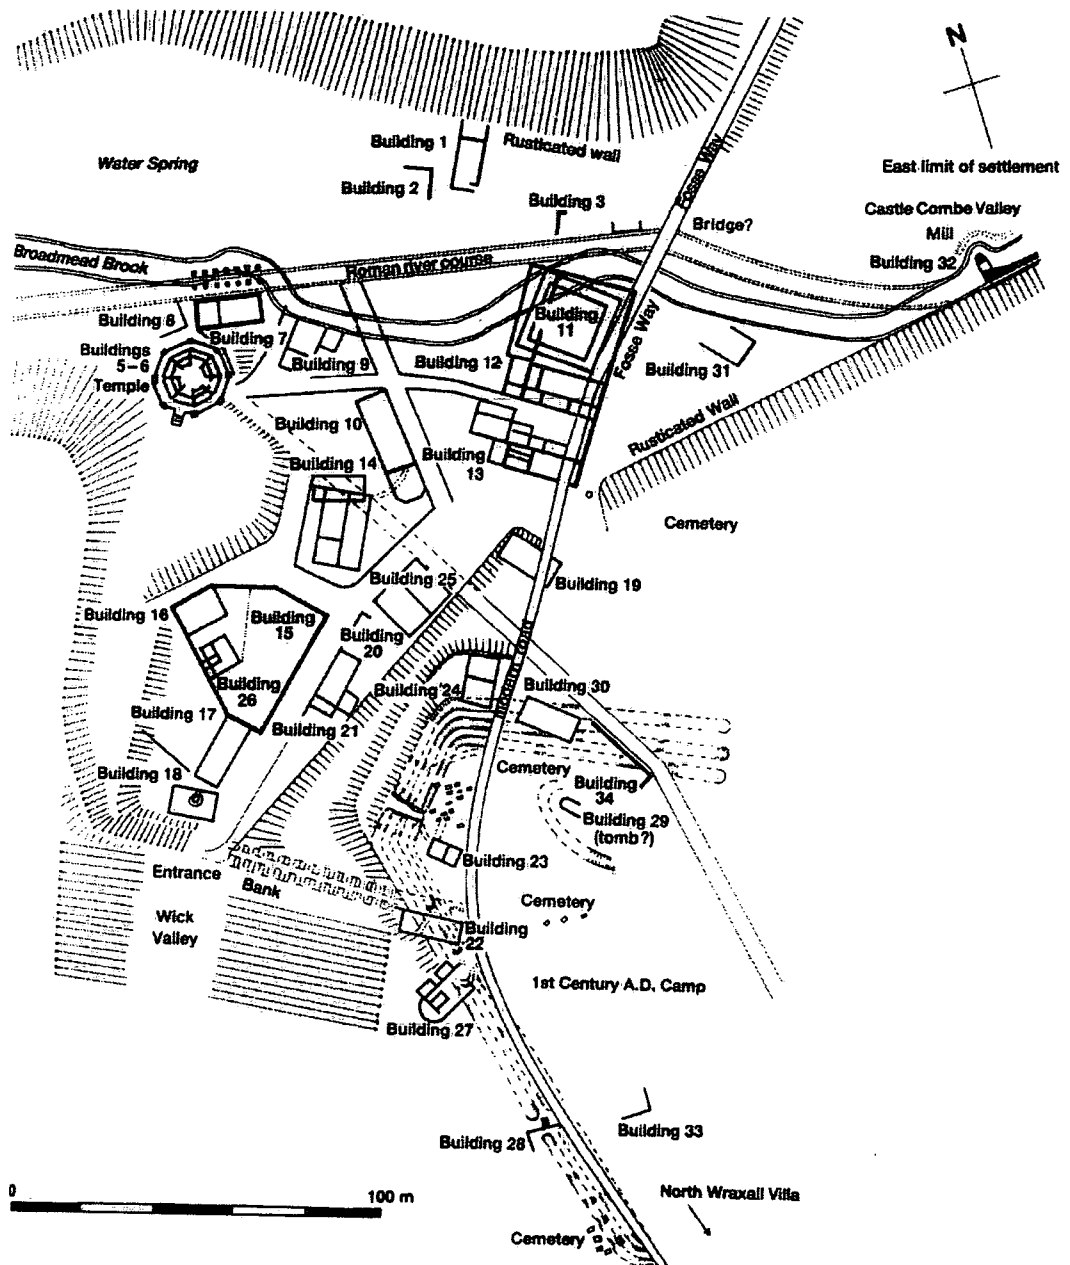 N
Building 1
Rusticated wall
Water Spring
Building 2
East limit of settlement
Fosse Way
Building 3
Castle Combe Valley
Bridge?
Mill
Building 32
Broadmead Brook
Roman river course
Building 8
Building 7
Building
11
Fosse Way
Buildings
5-6
Temple
Building 9
Building 12
Building 31
Building 10
Rusticated Wall
Building 14
Building
13
Cemetery
Building 25
Building 19
Building 16
Building
15
Building
20
Building
26
Building 24
Building 30
Building 17
Building 21
Building 18
Cemetery
Building
34
Building 29
(tomb?)
Building 23
Entrance
Bank
Cemetery
Wick
Valley
Building
22
1st Century A.D. Camp
Building 27
Building 33
Building 28
0
100 m
North Wraxall Villa
Cemetery